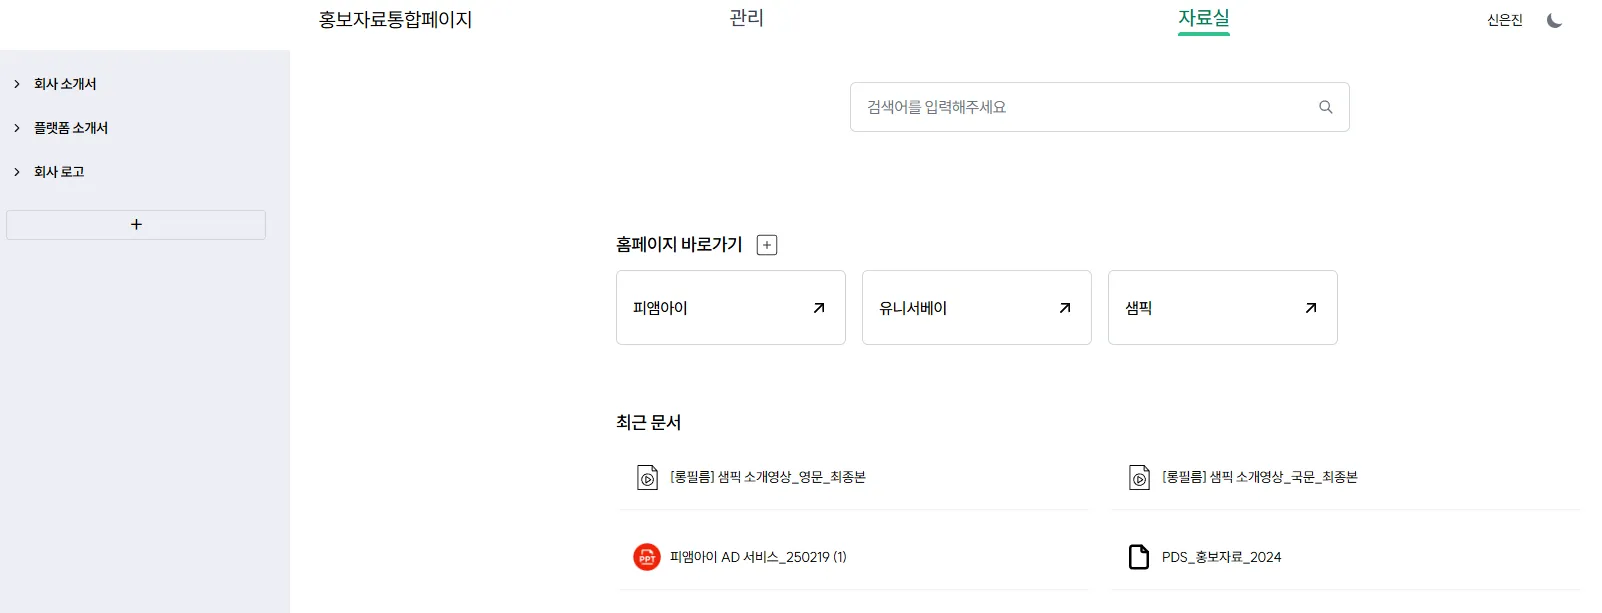 홍보자료통합페이지
관리
자료실
신은진
회사 소개서
플랫폼 소개서
회사 로고
+
검색어를 입력해주세요
홈페이지 바로가기 +
피앰아이
유니서베이
샘픽
최근 문서
[롱필름] 샘픽 소개영상_영문_최종본
[롱필름] 샘픽 소개영상_국문_최종본
PPT
피앰아이 AD 서비스_250219 (1)
PDS_홍보자료_2024